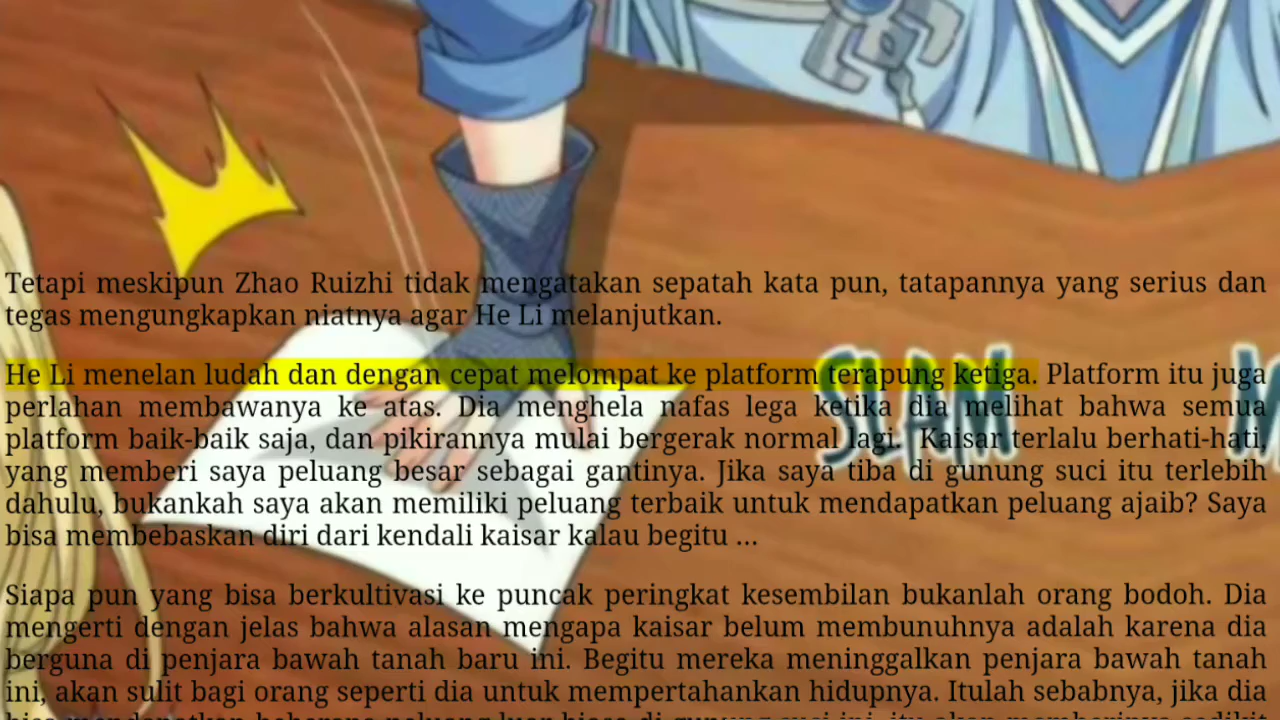 Tetapi meskipun Zhao Ruizhi tidak mengatakan sepatah kata pun, tatapannya yang serius dan
tegas mengungkapkan niatnya agar He Li melanjutkan.
He Li menelan ludah dan dengan cepat melompat ke platform terapung ketiga. Platform itu juga
perlahan membawanya ke atas. Dia menghela nafas lega ketika dia melihat bahwa semua
platform baik-baik saja, dan pikirannya mulai bergerak normal lagi. Kaisar terlalu berhati-hati,
yang memberi saya peluang besar sebagai gantinya. Jika saya tiba di gunung suci itu terlebih
dahulu, bukankah saya akan memiliki peluang terbaik untuk mendapatkan peluang ajaib? Saya
bisa membebaskan diri dari kendali kaisar kalau begitu ...
SLAM
Siapa pun yang bisa berkultivasi ke puncak peringkat kesembilan bukanlah orang bodoh. Dia
mengerti dengan jelas bahwa alasan mengapa kaisar belum membunuhnya adalah karena dia
berguna di penjara bawah tanah baru ini. Begitu mereka meninggalkan penjara bawah tanah
ini, akan sulit bagi orang seperti dia untuk mempertahankan hidupnya. Itulah sebabnya, jika dia